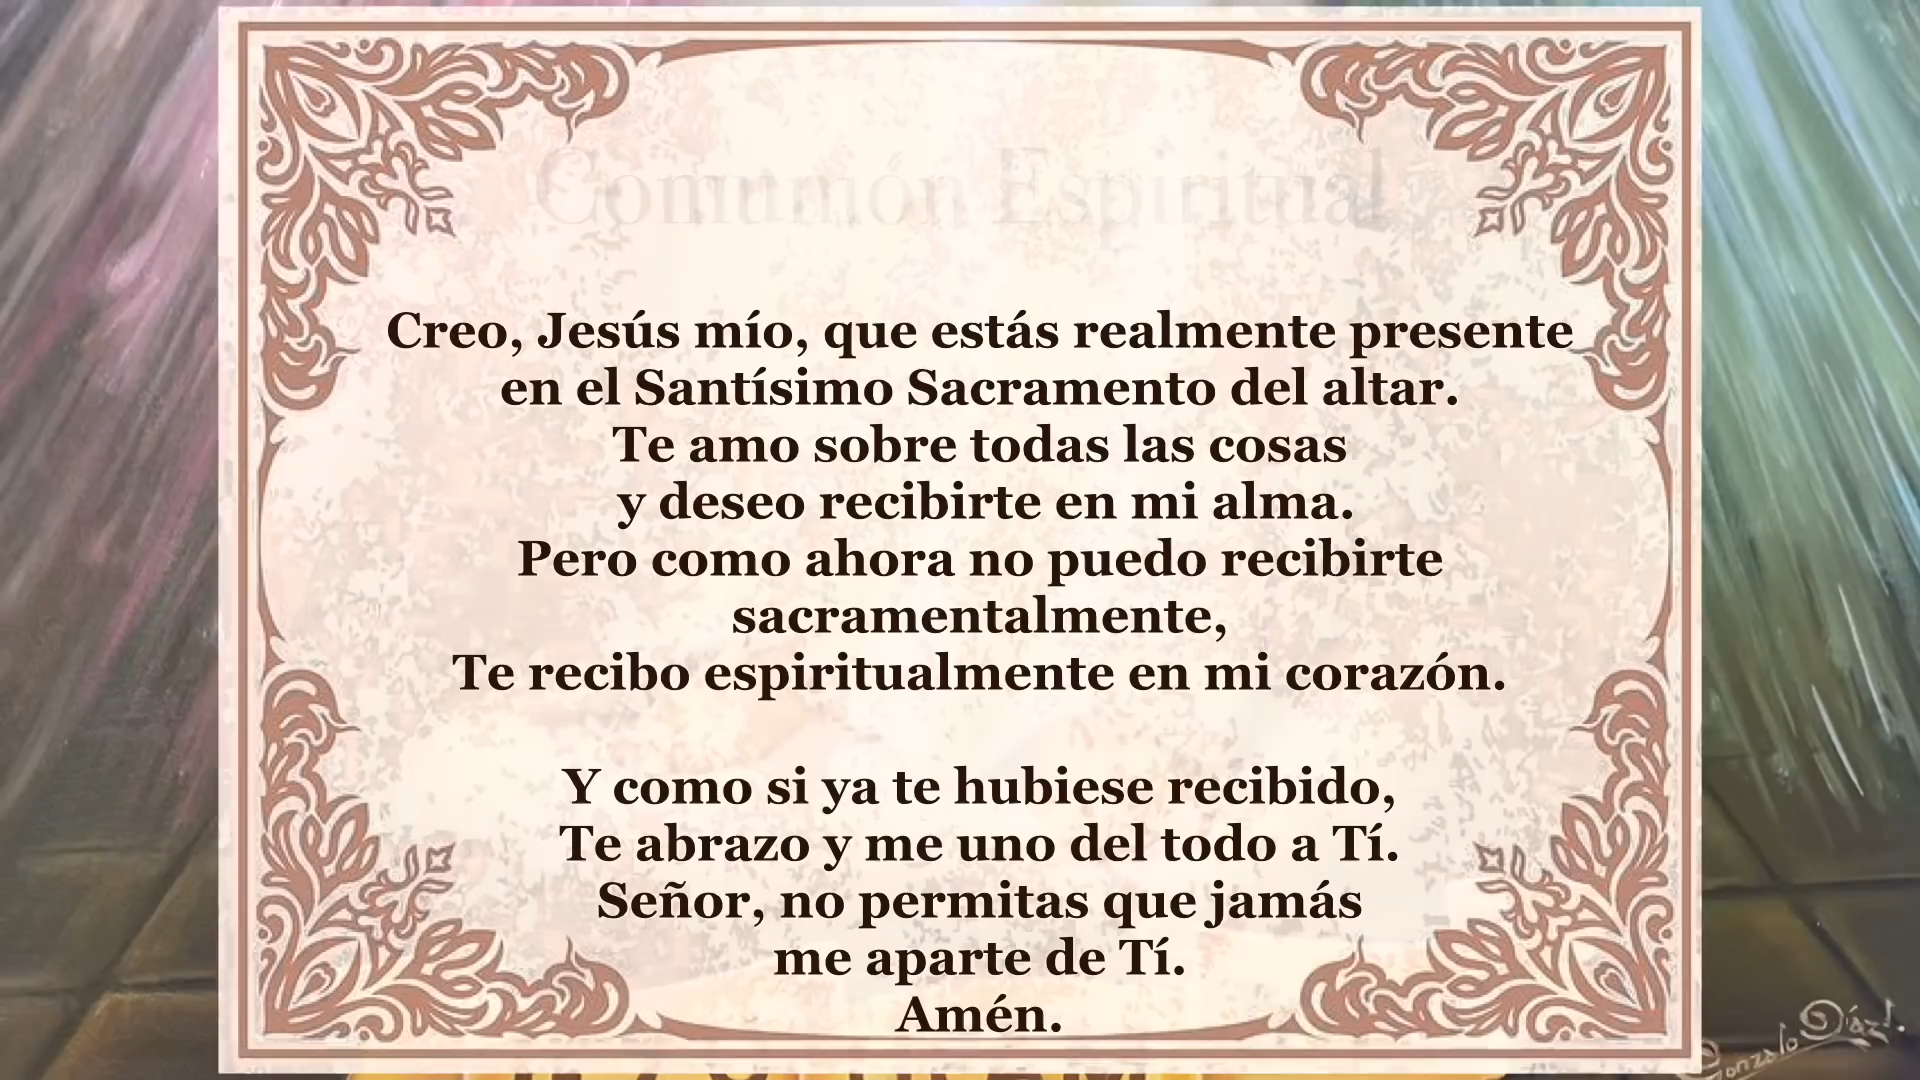 Comunión Espiritual
Creo, Jesús mío, que estás realmente presente
en el Santísimo Sacramento del altar.
Te amo sobre todas las cosas
y deseo recibirte en mi alma.
Pero como ahora no puedo recibirte
sacramentalmente,
Te recibo espiritualmente en mi corazón.
Y como si ya te hubiese recibido,
Te abrazo y me uno del todo a Tí.
Señor, no permitas que jamás
me aparte de Tí.
Amén.
Gonzalo Díaz